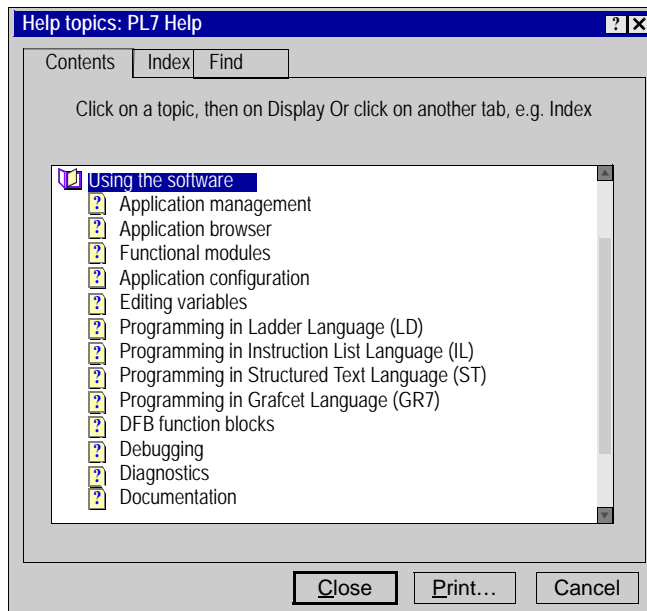 Help topics: PL7 Help
Contents Index Find
Click on a topic, then on Display Or click on another tab, e.g. Index
Using the software
Application management
Application browser
Functional modules
Application configuration
Editing variables
Programming in Ladder Language (LD)
Programming in Instruction List Language (IL)
Programming in Structured Text Language (ST)
Programming in Grafcet Language (GR7)
DFB function blocks
Debugging
Diagnostics
Documentation
Close Print... Cancel